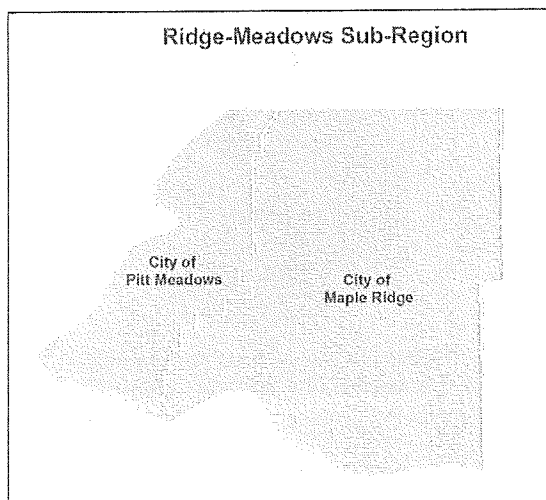 Ridge-Meadows Sub-Region
City of
Pitt Meadows
City of
Maple Ridge